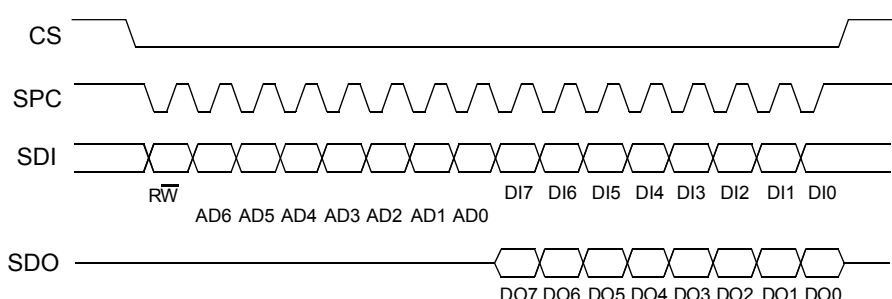 CS
SPC
SDI
RW̅
DI7 DI6 DI5 DI4 DI3 DI2 DI1 DI0
AD6 AD5 AD4 AD3 AD2 AD1 AD0
SDO
DO7 DO6 DO5 DO4 DO3 DO2 DO1 DO0